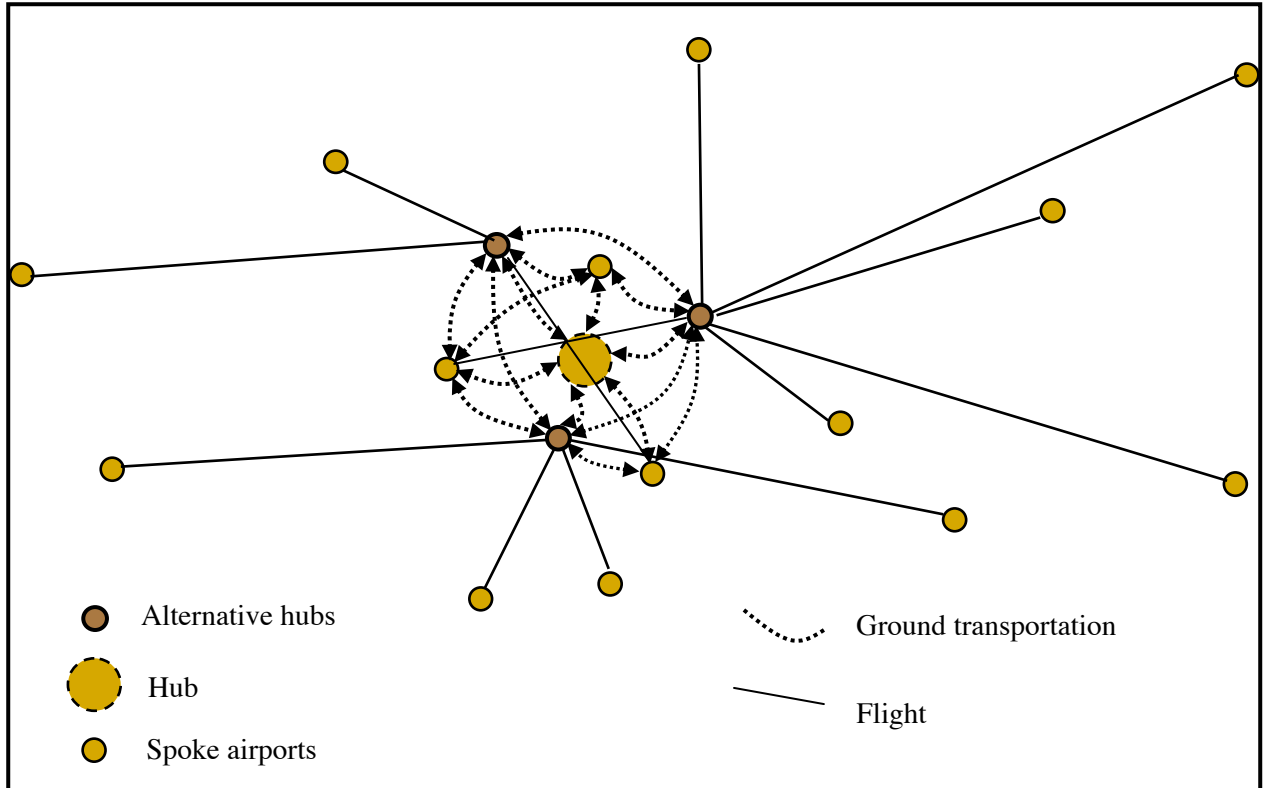 Alternative hubs
Hub
Spoke airports
Ground transportation
Flight